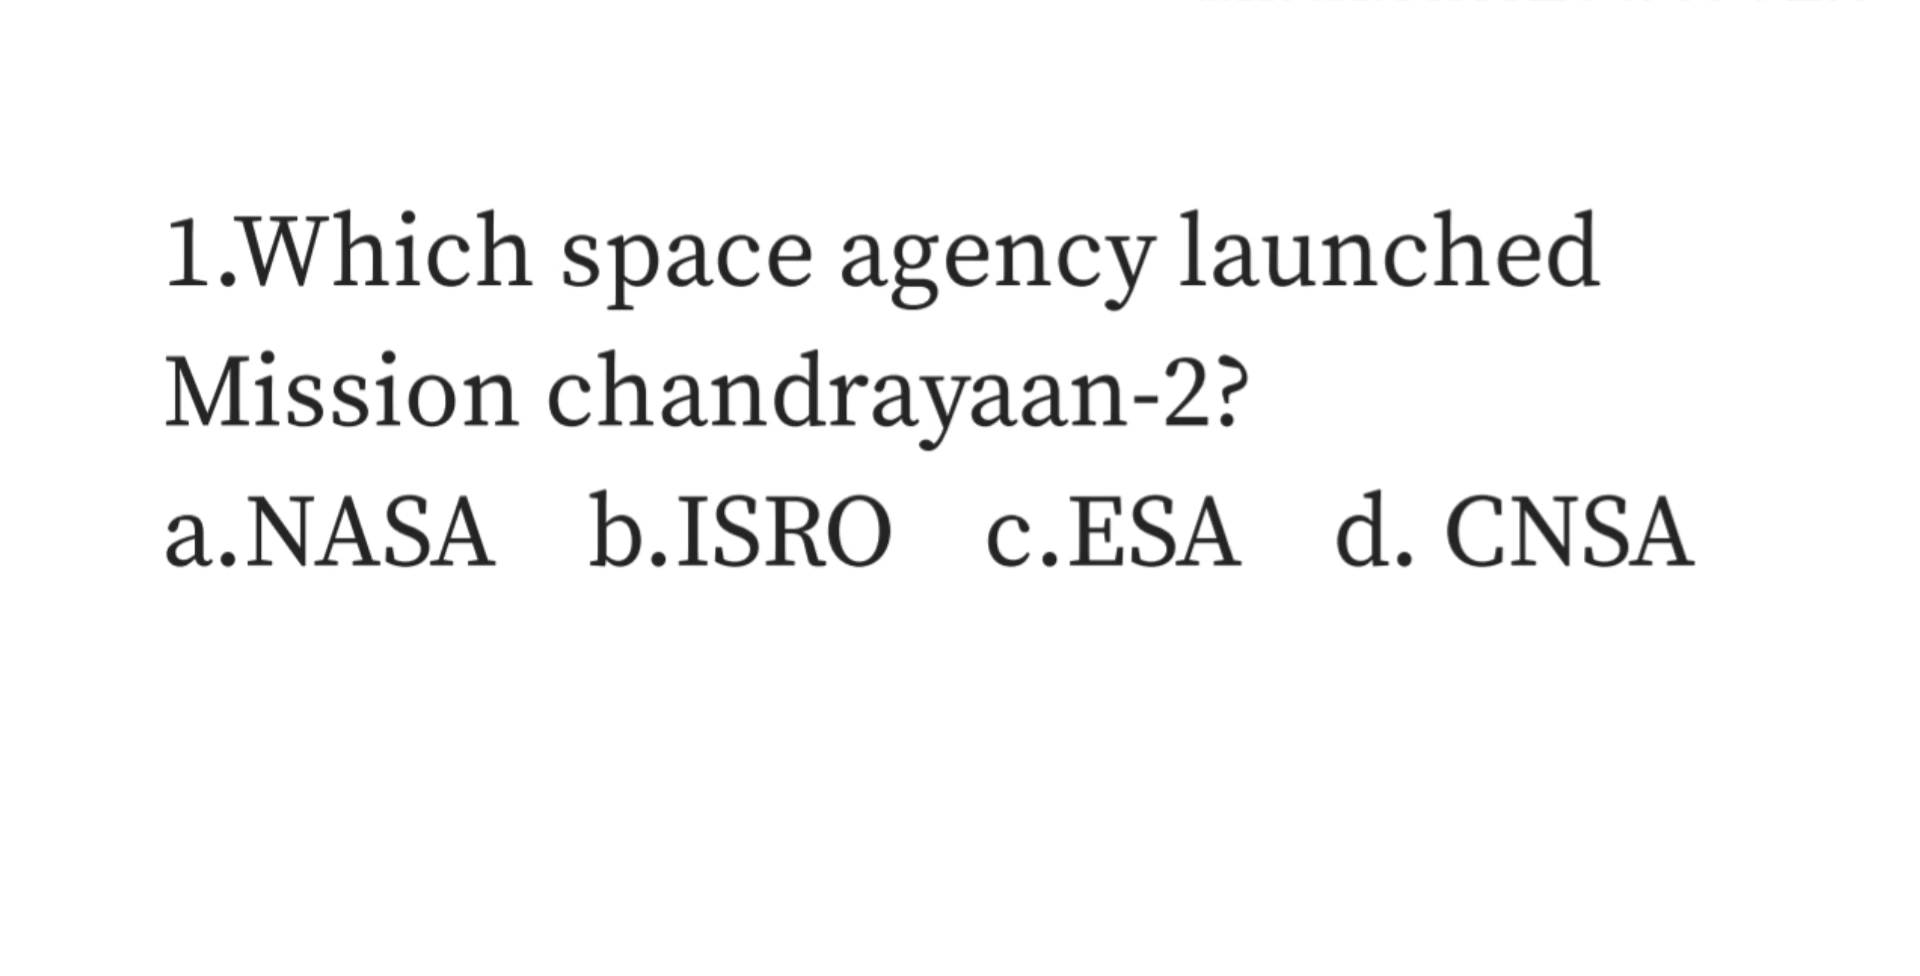 1.Which space agency launched
Mission chandrayaan-2?
a.NASA b.ISRO c.ESA d. CNSA